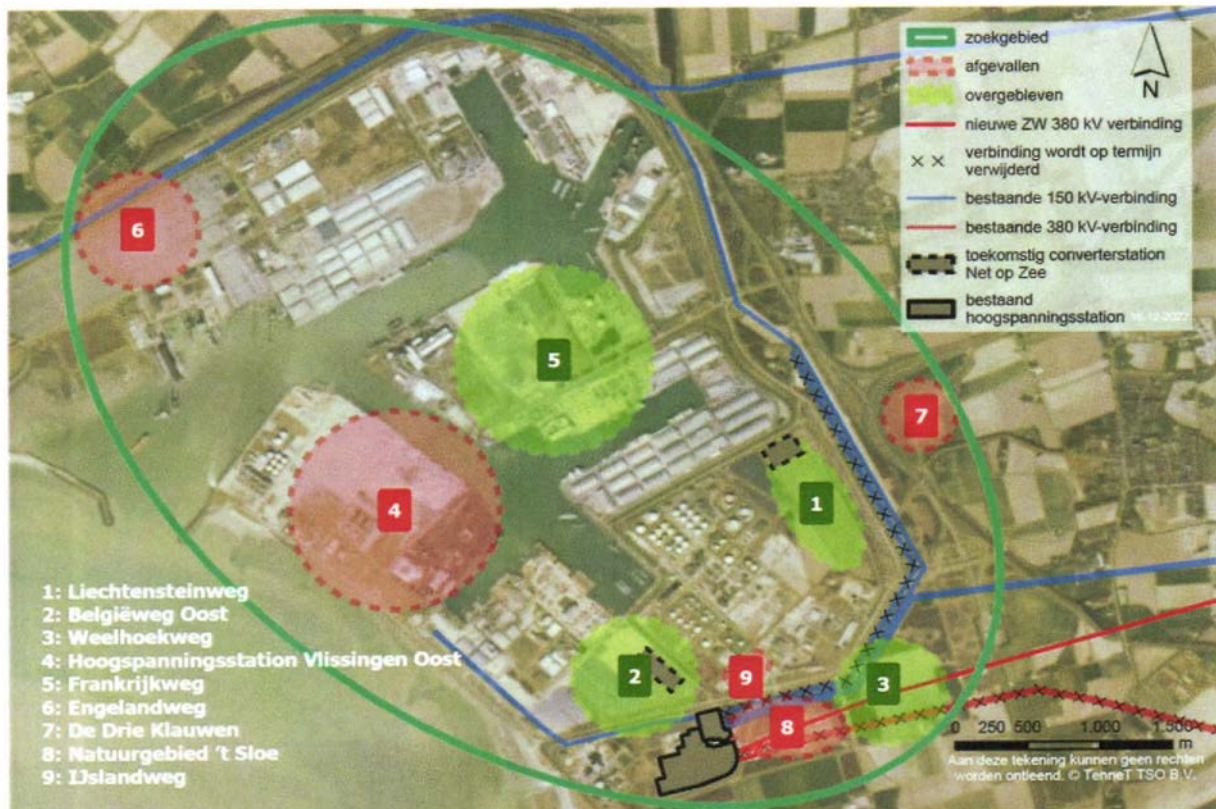 zoekgebied
afgevallen
overgebleven
nieuwe ZW 380 kV verbinding
verbinding wordt op termijn
verwijderd
bestaande 150 kV-verbinding
bestaande 380 kV-verbinding
toekomstig converterstation
Net op Zee
bestaand
hoogspanningsstation 16-12-2022
N
6
5
7
4
1
2
9
3
8
1: Liechtensteinweg
2: Belgiëweg Oost
3: Weelhoekweg
4: Hoogspanningsstation Vlissingen Oost
5: Frankrijkweg
6: Engelandweg
7: De Drie Klauwen
8: Natuurgebied 't Sloe
9: IJslandweg
0 250 500 1.000 1.500
m
Aan deze tekening kunnen geen rechten
worden ontleend. © TenneT TSO B.V.